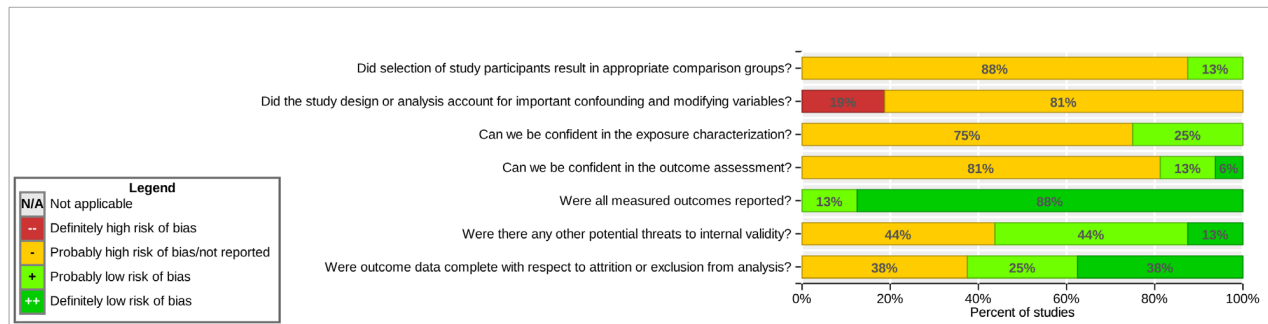 Did selection of study participants result in appropriate comparison groups?
88% 13%
Did the study design or analysis account for important confounding and modifying variables?
19% 81%
Can we be confident in the exposure characterization?
75% 25%
Can we be confident in the outcome assessment?
81% 13% 6%
Were all measured outcomes reported?
13% 88%
Were there any other potential threats to internal validity?
44% 44% 13%
Were outcome data complete with respect to attrition or exclusion from analysis?
38% 25% 38%
0% 20% 40% 60% 80% 100%
Percent of studies
Legend
N/A Not applicable
-- Definitely high risk of bias
- Probably high risk of bias/not reported
+ Probably low risk of bias
++ Definitely low risk of bias